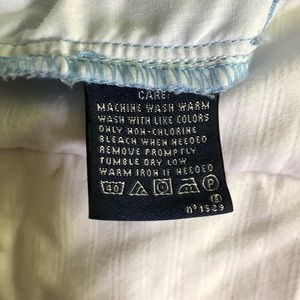 CARE:
MACHINE WASH WARM
WASH WITH LIKE COLORS
ONLY NON-CHLORINE
BLEACH WHEN NEEDED
REMOVE PROMPTLY
TUMBLE DRY LOW
WARM IRON IF NEEDED
40 P